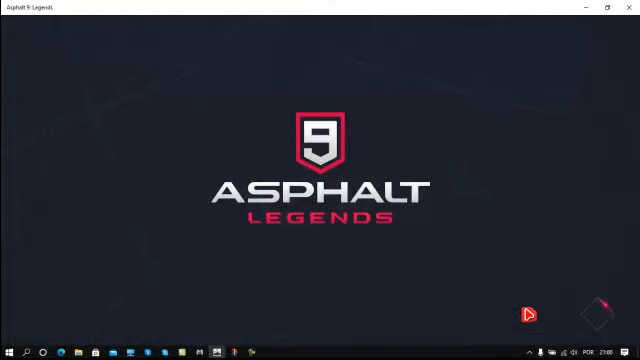 Asphalt 9: Legends
9
ASPHALT
LEGENDS
POR
21:00